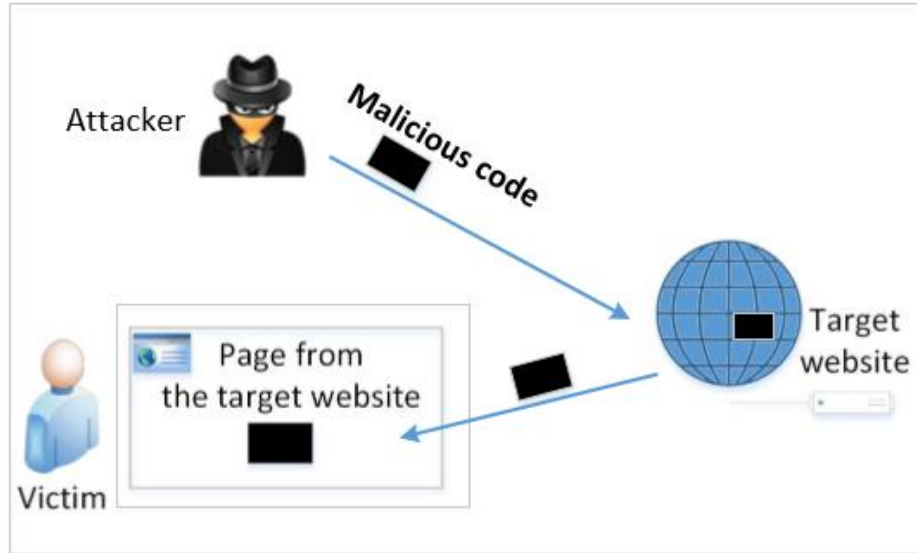 Attacker
Malicious code
Target
website
Page from
the target website
Victim